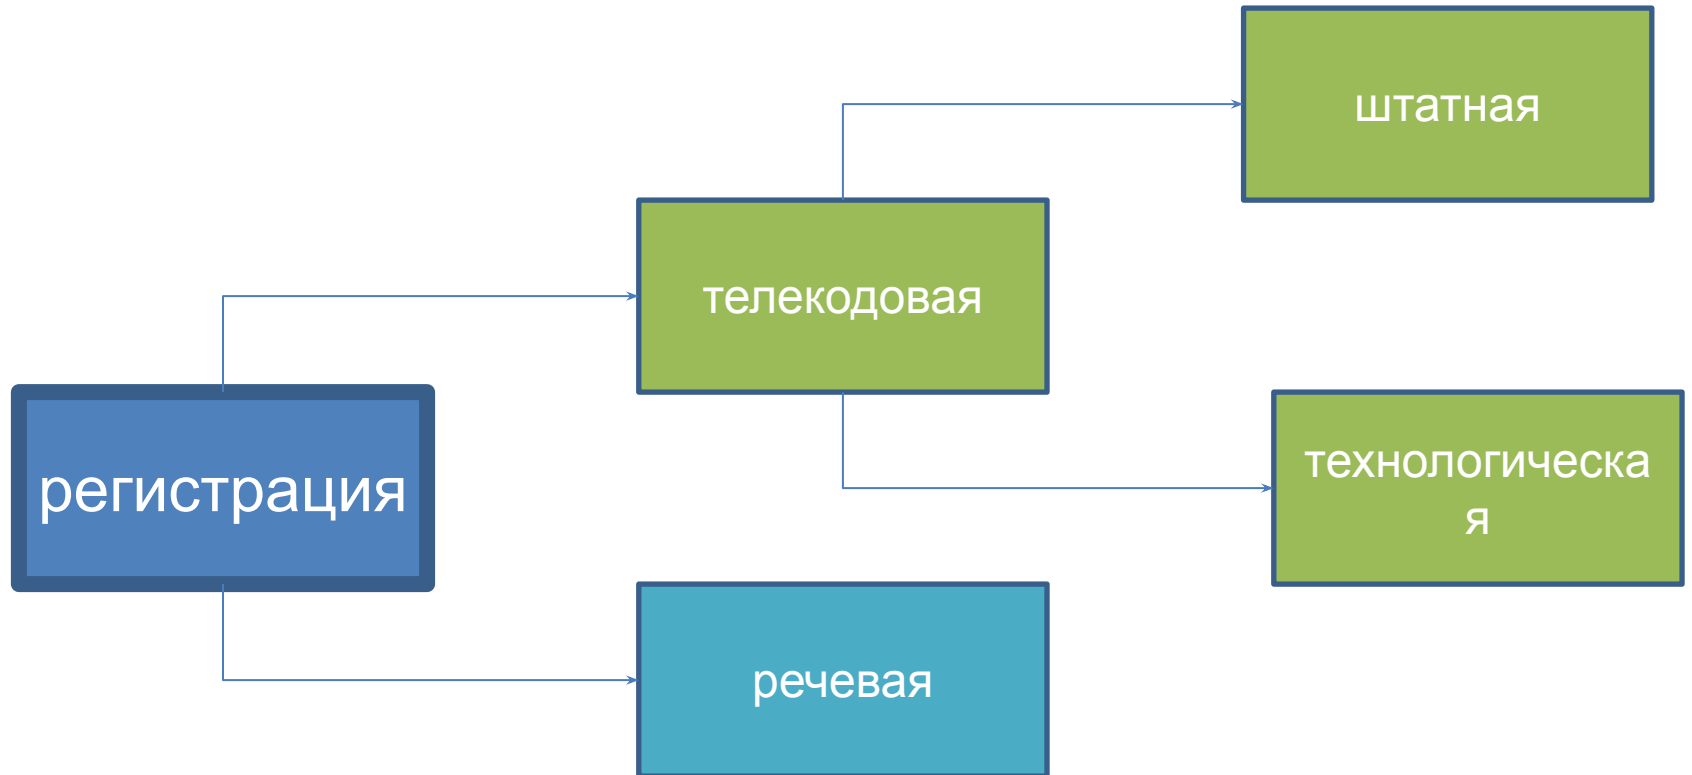 штатная
телекодовая
регистрация
технологическа
я
речевая